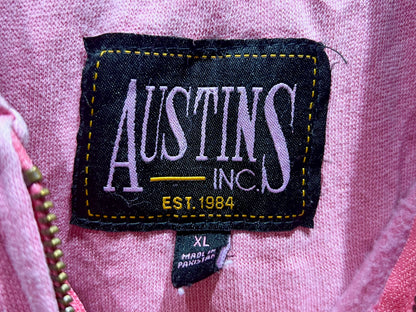 AUSTINS
INC.
EST. 1984
XL
MADE IN
PAKISTAN